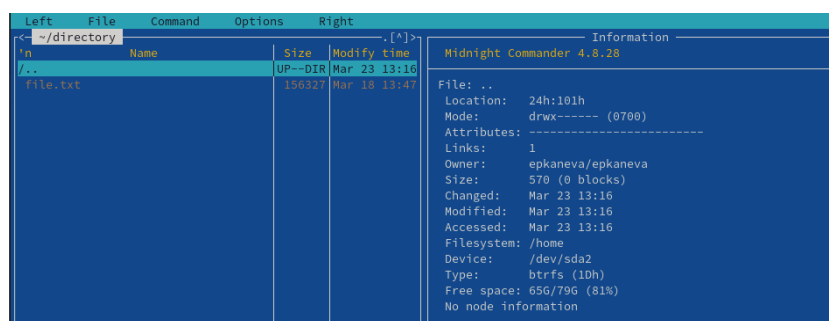 Left File Command Options Right
<- ~/directory .[^]>
'n Name Size Modify time
/.. UP--DIR Mar 23 13:16
file.txt 156327 Mar 18 13:47
Information
Midnight Commander 4.8.28
File: ..
Location: 24h:101h
Mode: drwx------ (0700)
Attributes: -------------------------
Links: 1
Owner: epkaneva/epkaneva
Size: 570 (0 blocks)
Changed: Mar 23 13:16
Modified: Mar 23 13:16
Accessed: Mar 23 13:16
Filesystem: /home
Device: /dev/sda2
Type: btrfs (1Dh)
Free space: 65G/79G (81%)
No node information